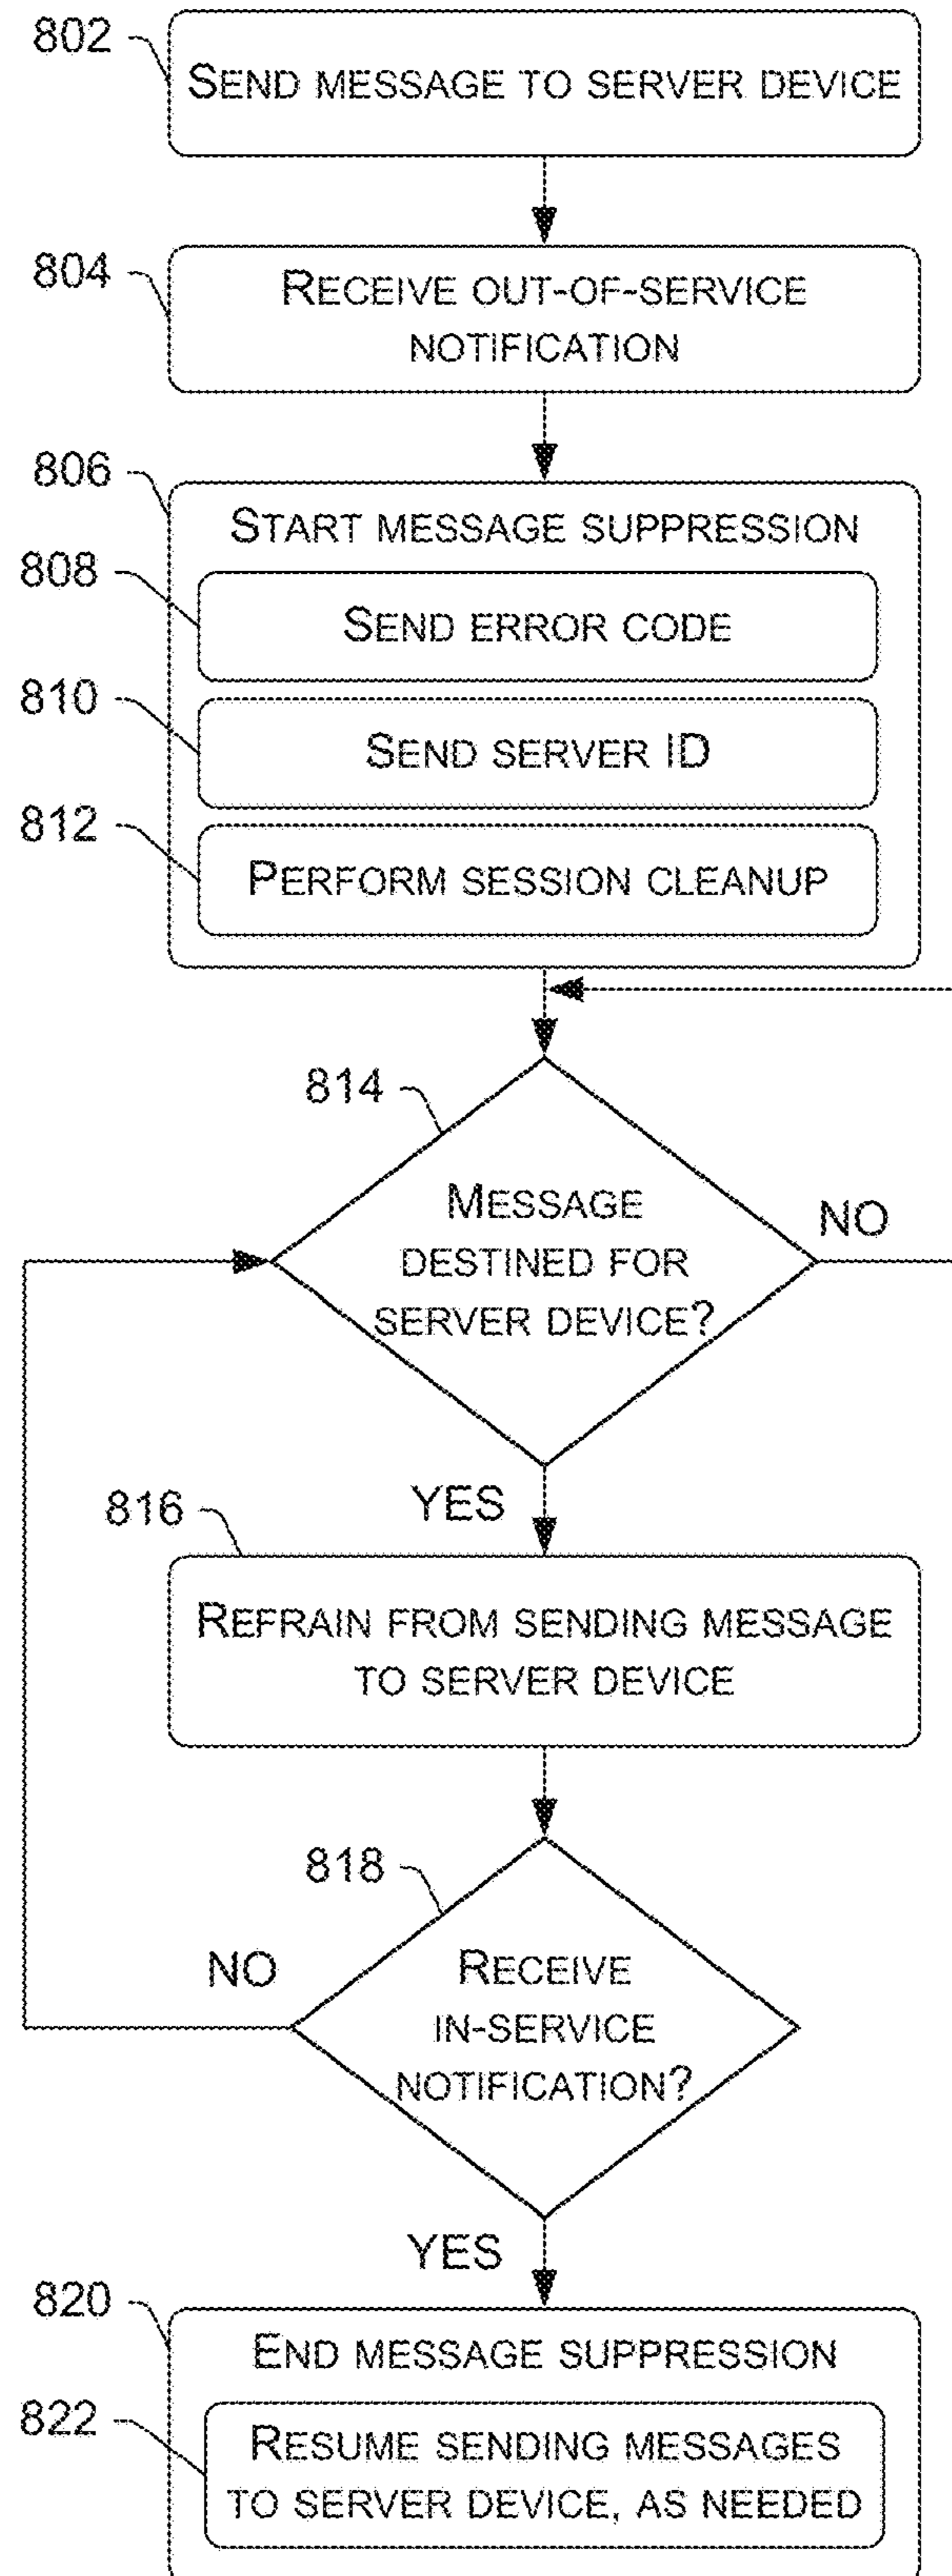 802
SEND MESSAGE TO SERVER DEVICE
804
RECEIVE OUT-OF-SERVICE
NOTIFICATION
806
START MESSAGE SUPPRESSION
808
SEND ERROR CODE
810
SEND SERVER ID
812
PERFORM SESSION CLEANUP
814
MESSAGE
DESTINED FOR
SERVER DEVICE?
NO
YES
816
REFRAIN FROM SENDING MESSAGE
TO SERVER DEVICE
818
RECEIVE
IN-SERVICE
NOTIFICATION?
NO
YES
820
END MESSAGE SUPPRESSION
822
RESUME SENDING MESSAGES
TO SERVER DEVICE, AS NEEDED